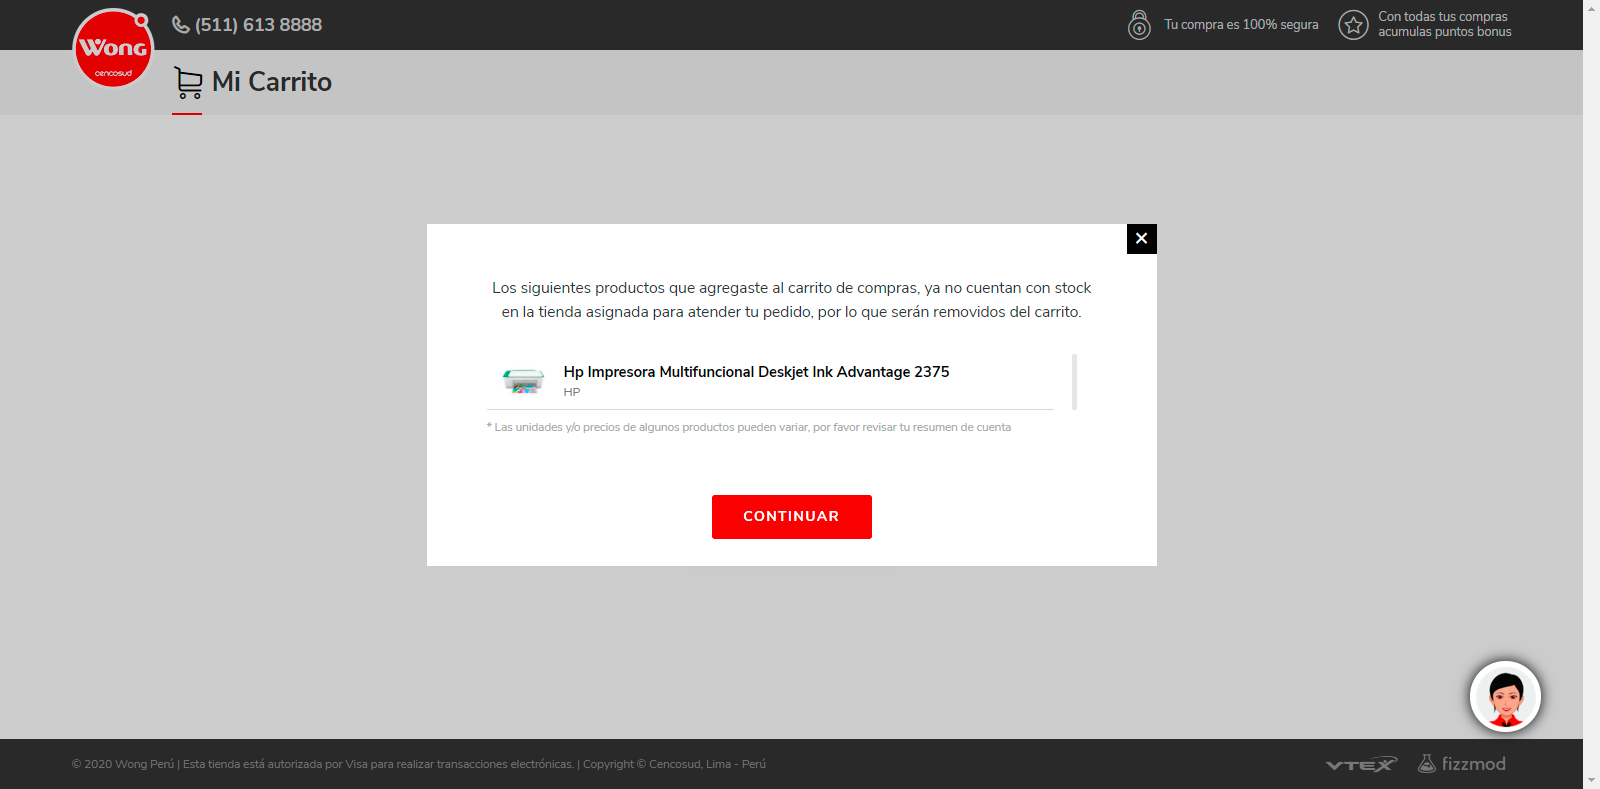 (511) 613 8888
Tu compra es 100% segura
Con todas tus compras
acumulas puntos bonus
Wong
cencosud
Mi Carrito
×
Los siguientes productos que agregaste al carrito de compras, ya no cuentan con stock
en la tienda asignada para atender tu pedido, por lo que serán removidos del carrito.
Hp Impresora Multifuncional Deskjet Ink Advantage 2375
HP
* Las unidades y/o precios de algunos productos pueden variar, por favor revisar tu resumen de cuenta
CONTINUAR
© 2020 Wong Perú | Esta tienda está autorizada por Visa para realizar transacciones electrónicas. | Copyright © Cencosud, Lima - Perú
VTEX
fizzmod